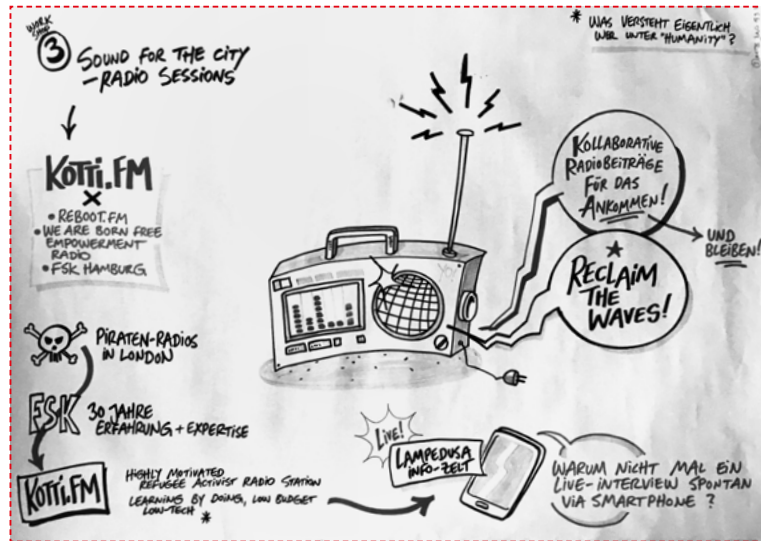 WORK
SHOP
3
SOUND FOR THE CITY
– RADIO SESSIONS
* WAS VERSTEHT EIGENTLICH
WER UNTER "HUMANITY"?
KOTTI.FM
×
• REBOOT.FM
• WE ARE BORN FREE
EMPOWERMENT
RADIO
• FSK HAMBURG
KOLLABORATIVE
RADIOBEITRÄGE
FÜR DAS
ANKOMMEN!
UND
BLEIBEN!
RECLAIM
THE
WAVES!
PIRATEN-RADIOS
IN LONDON
FSK
30 JAHRE
ERFAHRUNG + EXPERTISE
KOTTI.FM
HIGHLY MOTIVATED
REFUGEE ACTIVIST RADIO STATION
LEARNING BY DOING, LOW BUDGET
LOW-TECH *
LIVE!
LAMPEDUSA
INFO-ZELT
WARUM NICHT MAL EIN
LIVE-INTERVIEW SPONTAN
VIA SMARTPHONE?